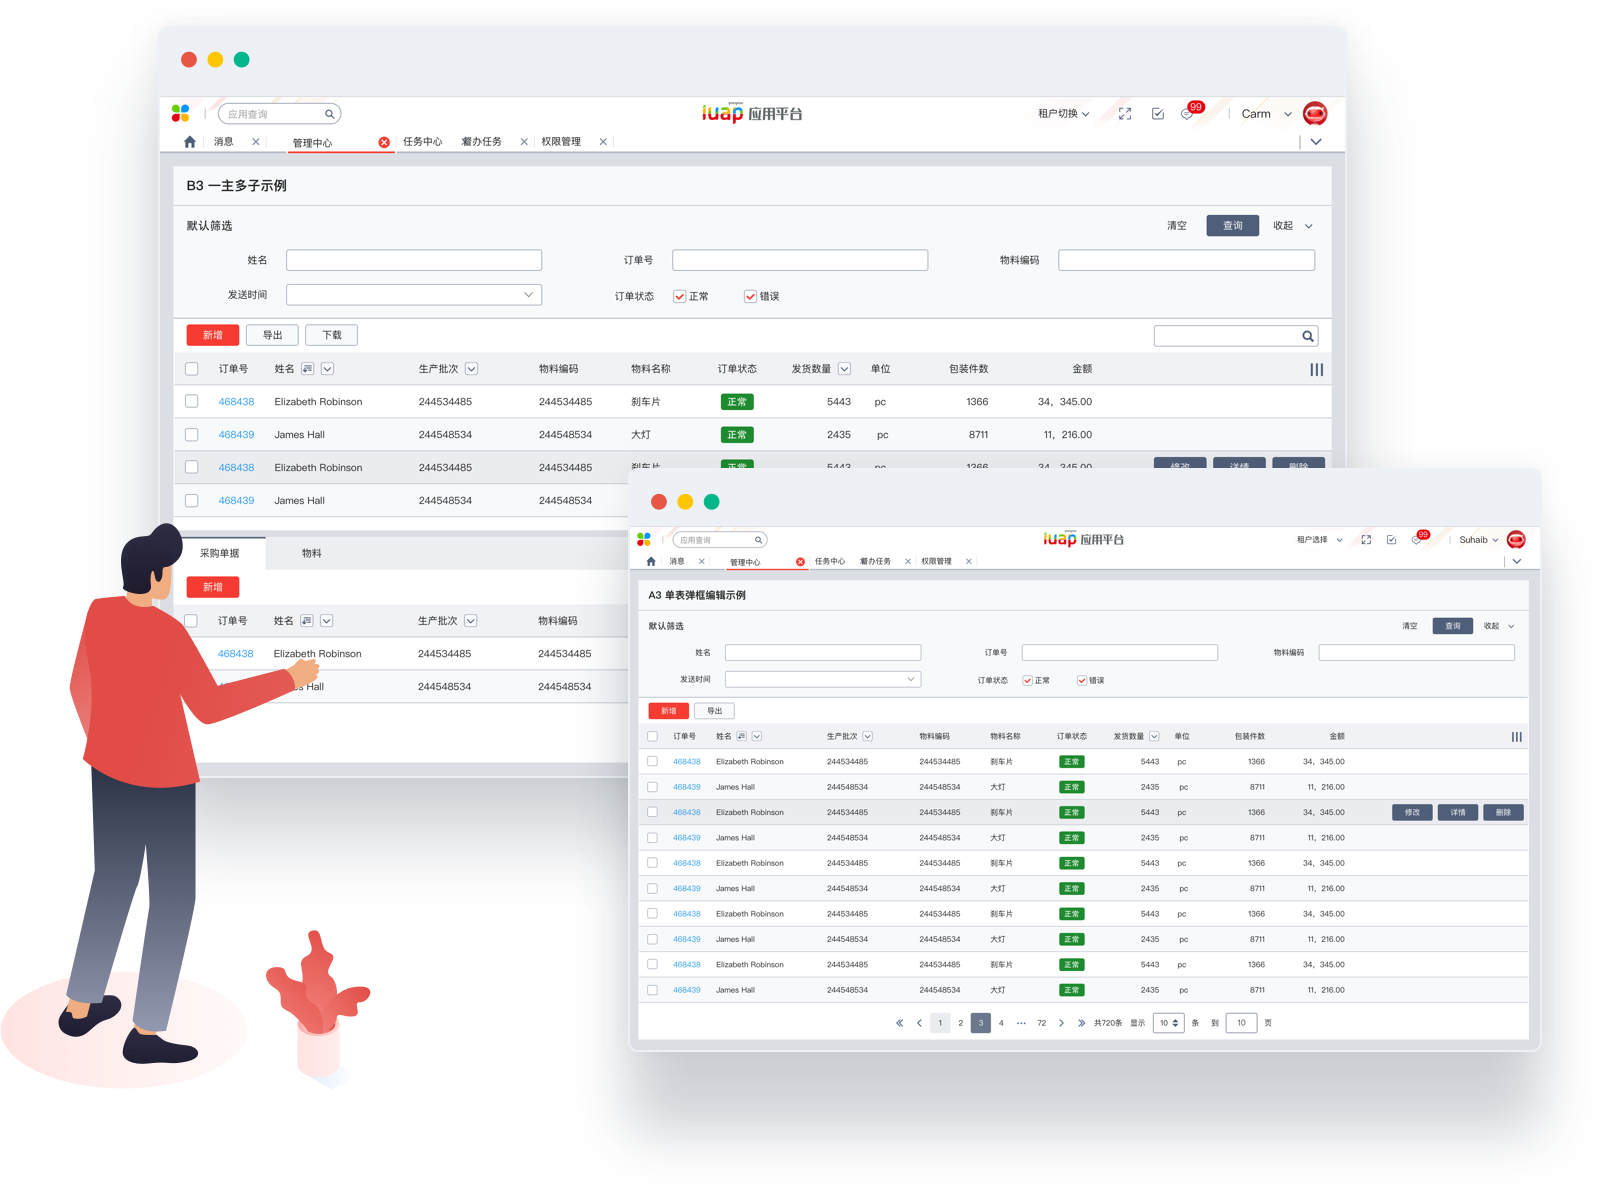 应用查询
iuap 应用平台
租户切换
99
Carm
消息
管理中心
任务中心
督办任务
权限管理
B3 一主多子示例
默认筛选
清空 查询 收起
姓名 订单号 物料编码
发送时间 订单状态 正常 错误
新增 导出 下载
订单号 姓名 生产批次 物料编码 物料名称 订单状态 发货数量 单位 包装件数 金额
468438 Elizabeth Robinson 244534485 244534485 刹车片 正常 5443 pc 1366 34, 345.00
468439 James Hall 244548534 244548534 大灯 正常 2435 pc 8711 11, 216.00
468438 Elizabeth Robinson 244534485 244534485 刹车片 正常 5443 pc 1366 34, 345.00 修改 详情 删除
468439 James Hall 244548534 244548534
采购单据 物料
新增
订单号 姓名 生产批次 物料编码
468438 Elizabeth Robinson 244534485 244534485
Hall 244548534 244548534
应用查询
iuap 应用平台
租户选择
99
Suhaib
消息
管理中心
任务中心
督办任务
权限管理
A3 单表弹框编辑示例
默认筛选
清空 查询 收起
姓名 订单号 物料编码
发送时间 订单状态 正常 错误
新增 导出
订单号 姓名 生产批次 物料编码 物料名称 订单状态 发货数量 单位 包装件数 金额
468438 Elizabeth Robinson 244534485 244534485 刹车片 正常 5443 pc 1366 34, 345.00
468439 James Hall 244548534 244548534 大灯 正常 2435 pc 8711 11, 216.00
468438 Elizabeth Robinson 244534485 244534485 刹车片 正常 5443 pc 1366 34, 345.00 修改 详情 删除
468439 James Hall 244548534 244548534 大灯 正常 2435 pc 8711 11, 216.00
468438 Elizabeth Robinson 244534485 244534485 刹车片 正常 5443 pc 1366 34, 345.00
468439 James Hall 244548534 244548534 大灯 正常 2435 pc 8711 11, 216.00
468438 Elizabeth Robinson 244534485 244534485 刹车片 正常 5443 pc 1366 34, 345.00
468439 James Hall 244548534 244548534 大灯 正常 2435 pc 8711 11, 216.00
468438 Elizabeth Robinson 244534485 244534485 刹车片 正常 5443 pc 1366 34, 345.00
468439 James Hall 244548534 244548534 大灯 正常 2435 pc 8711 11, 216.00
« < 1 2 3 4 ··· 72 > » 共720条 显示 10 条 到 10 页